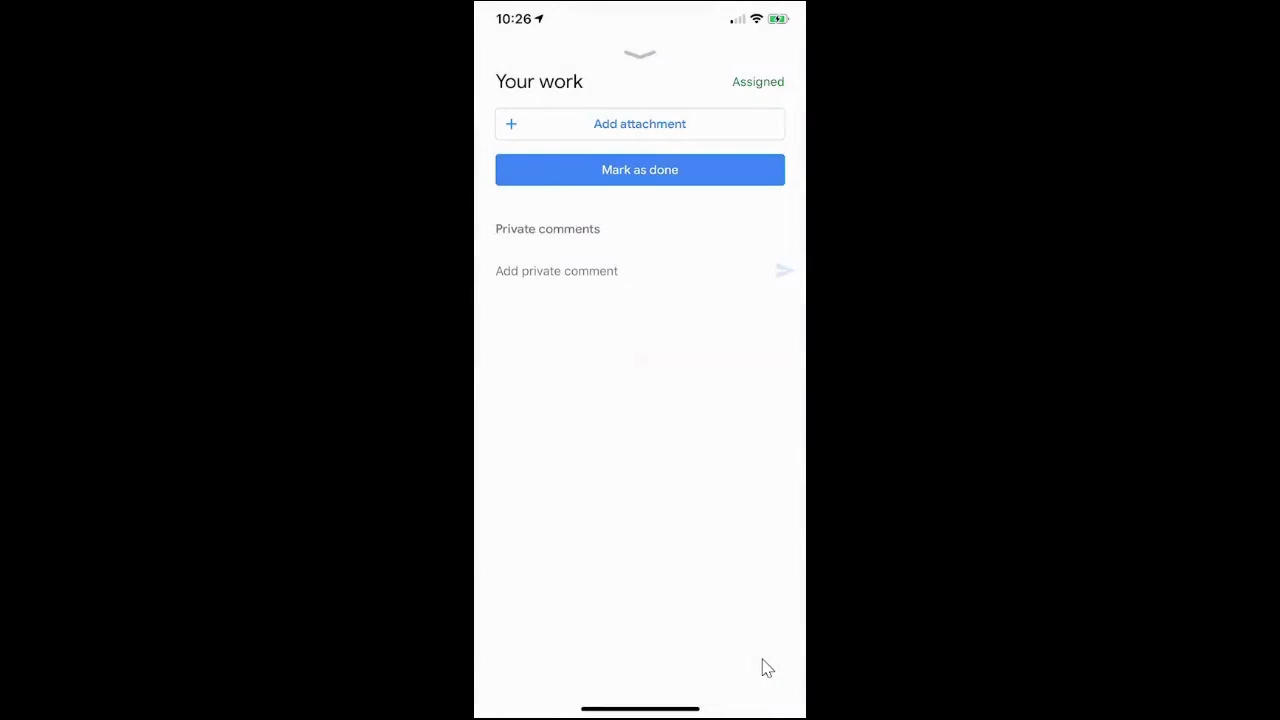 10:26
Your work
Assigned
+ Add attachment
Mark as done
Private comments
Add private comment